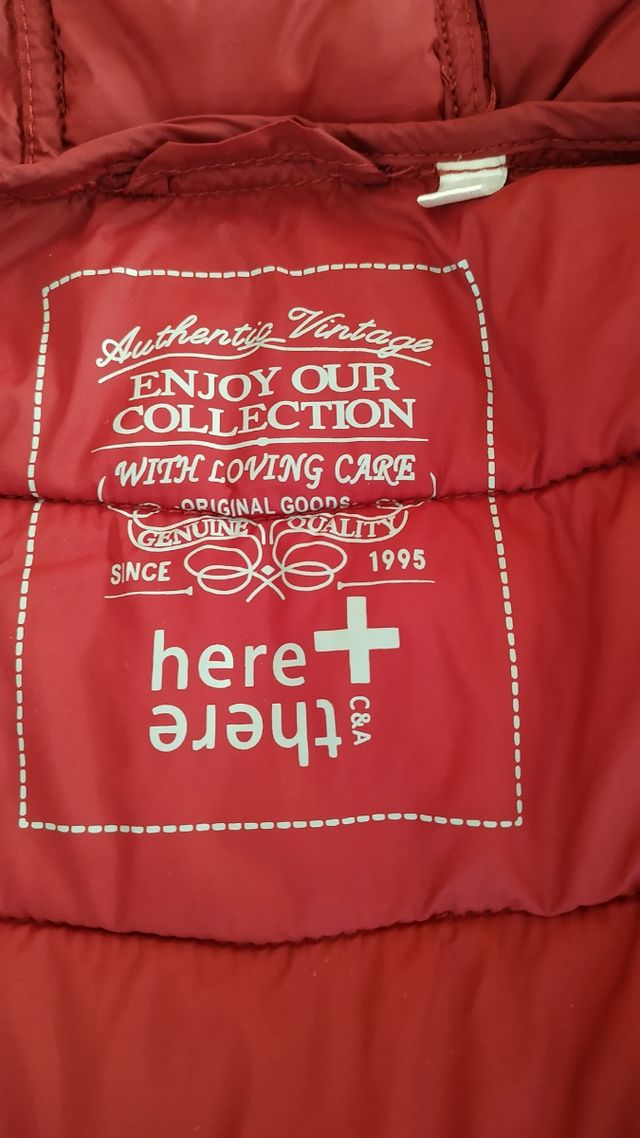 Authentic Vintage
ENJOY OUR
COLLECTION
WITH LOVING CARE
ORIGINAL GOODS
GENUINE QUALITY
SINCE 1995
here+
there C&A